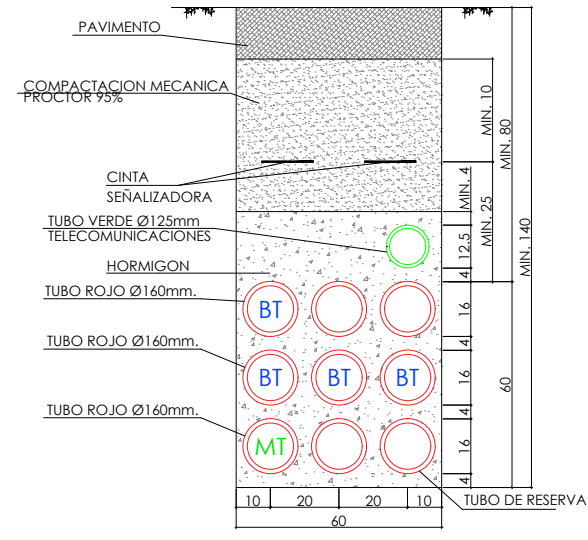 PAVIMENTO
COMPACTACION MECANICA
PROCTOR 95%
CINTA
SEÑALIZADORA
TUBO VERDE Ø125mm
TELECOMUNICACIONES
HORMIGON
TUBO ROJO Ø160mm.
TUBO ROJO Ø160mm.
TUBO ROJO Ø160mm.
BT
BT BT BT
MT
MIN. 10
MIN. 80
MIN. 4
MIN. 25
MIN. 140
12.5
4
16
4
16
4
16
4
60
TUBO DE RESERVA
10 20 20 10
60